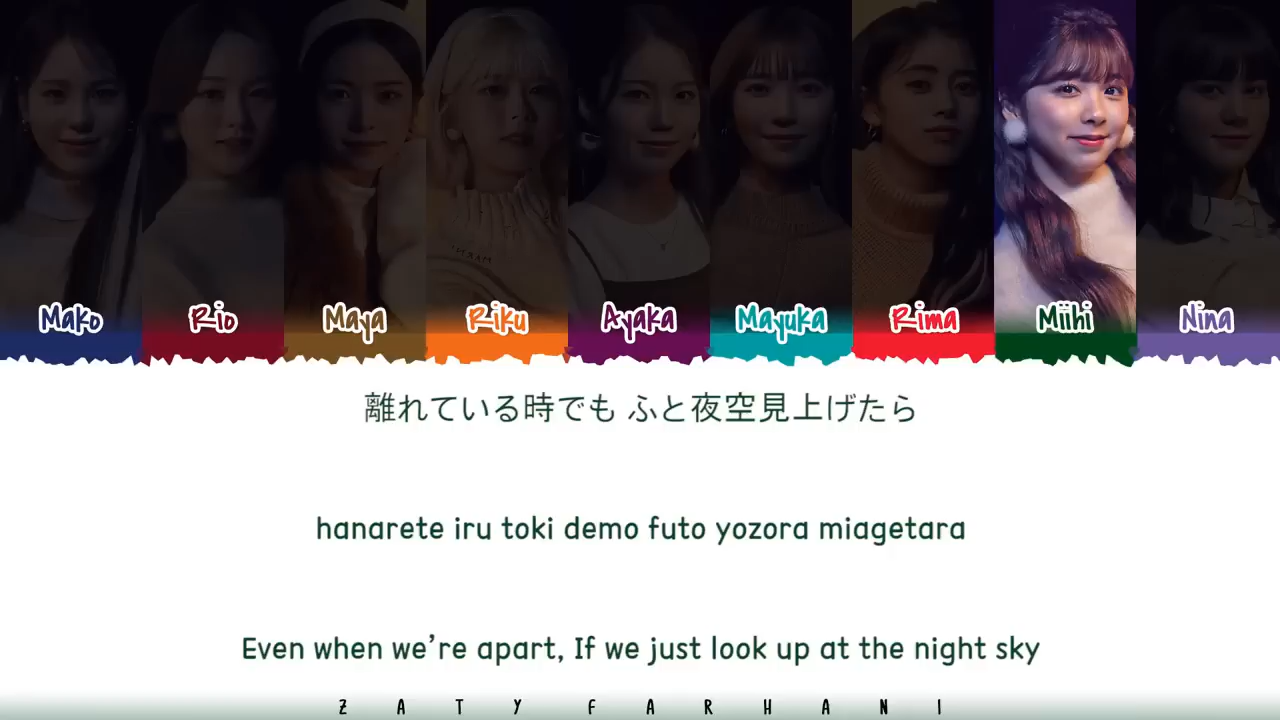 Mako Rio Maya Riku Ayaka Mayuka Rima Miihi Nina
離れている時でも ふと夜空見上げたら
hanarete iru toki demo futo yozora miagetara
Even when we're apart, If we just look up at the night sky
ZATY FARHANI